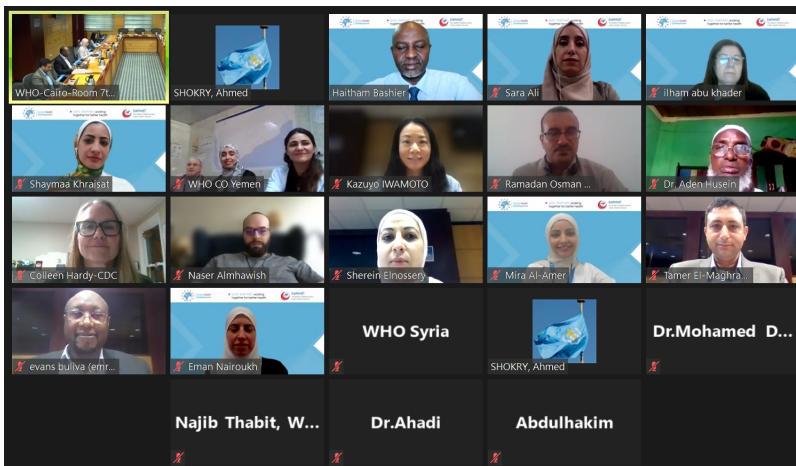 WHO-Cairo-Room 7t...
SHOKRY, Ahmed
Haitham Bashier
Sara Ali
ilham abu khader
Shaymaa Khraisat
WHO CO Yemen
Kazuyo IWAMOTO
Ramadan Osman ...
Dr. Aden Husein
Colleen Hardy-CDC
Naser Almhawish
Sherein Elnossery
Mira Al-Amer
Tamer El-Maghra...
evans buliva (emr...
Eman Nairoukh
WHO Syria
SHOKRY, Ahmed
Dr.Mohamed D...
Najib Thabit, W...
Dr.Ahadi
Abdulhakim